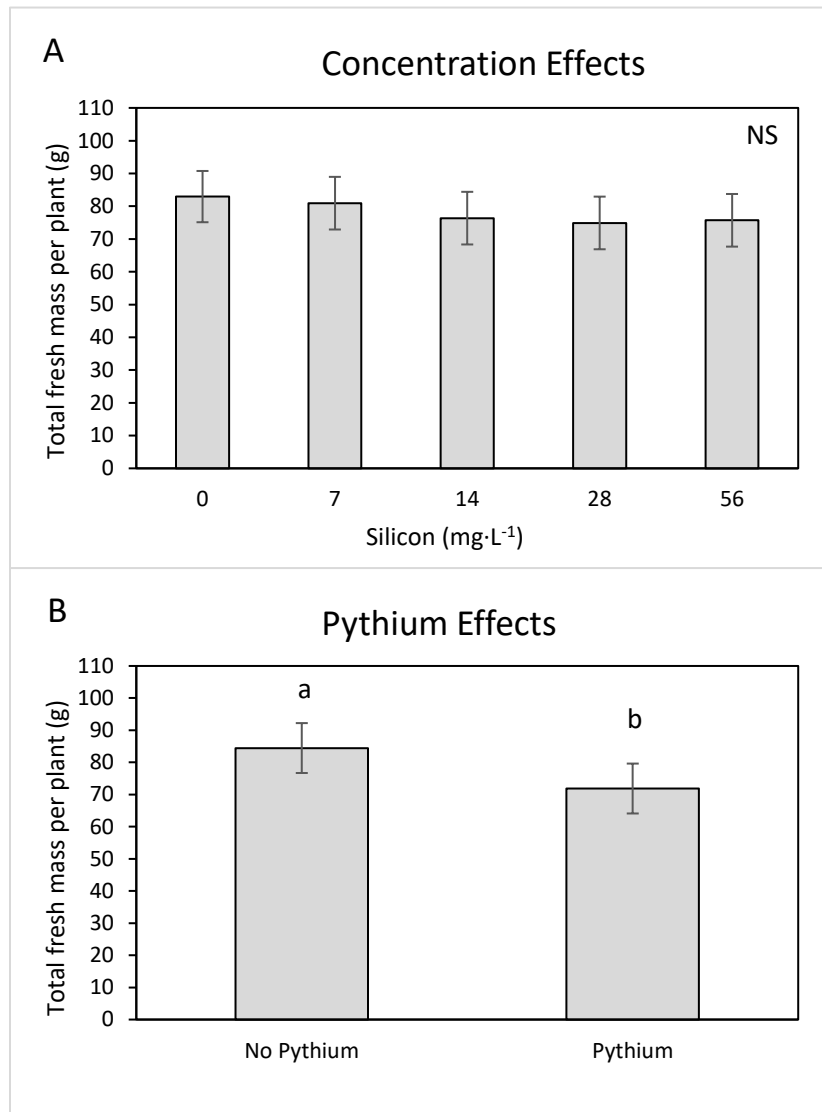 A
Concentration Effects
NS
Total fresh mass per plant (g)
110
100
90
80
70
60
50
40
30
20
10
0
0 7 14 28 56
Silicon (mg·L⁻¹)
B
Pythium Effects
Total fresh mass per plant (g)
110
100
90
80
70
60
50
40
30
20
10
0
a
b
No Pythium Pythium